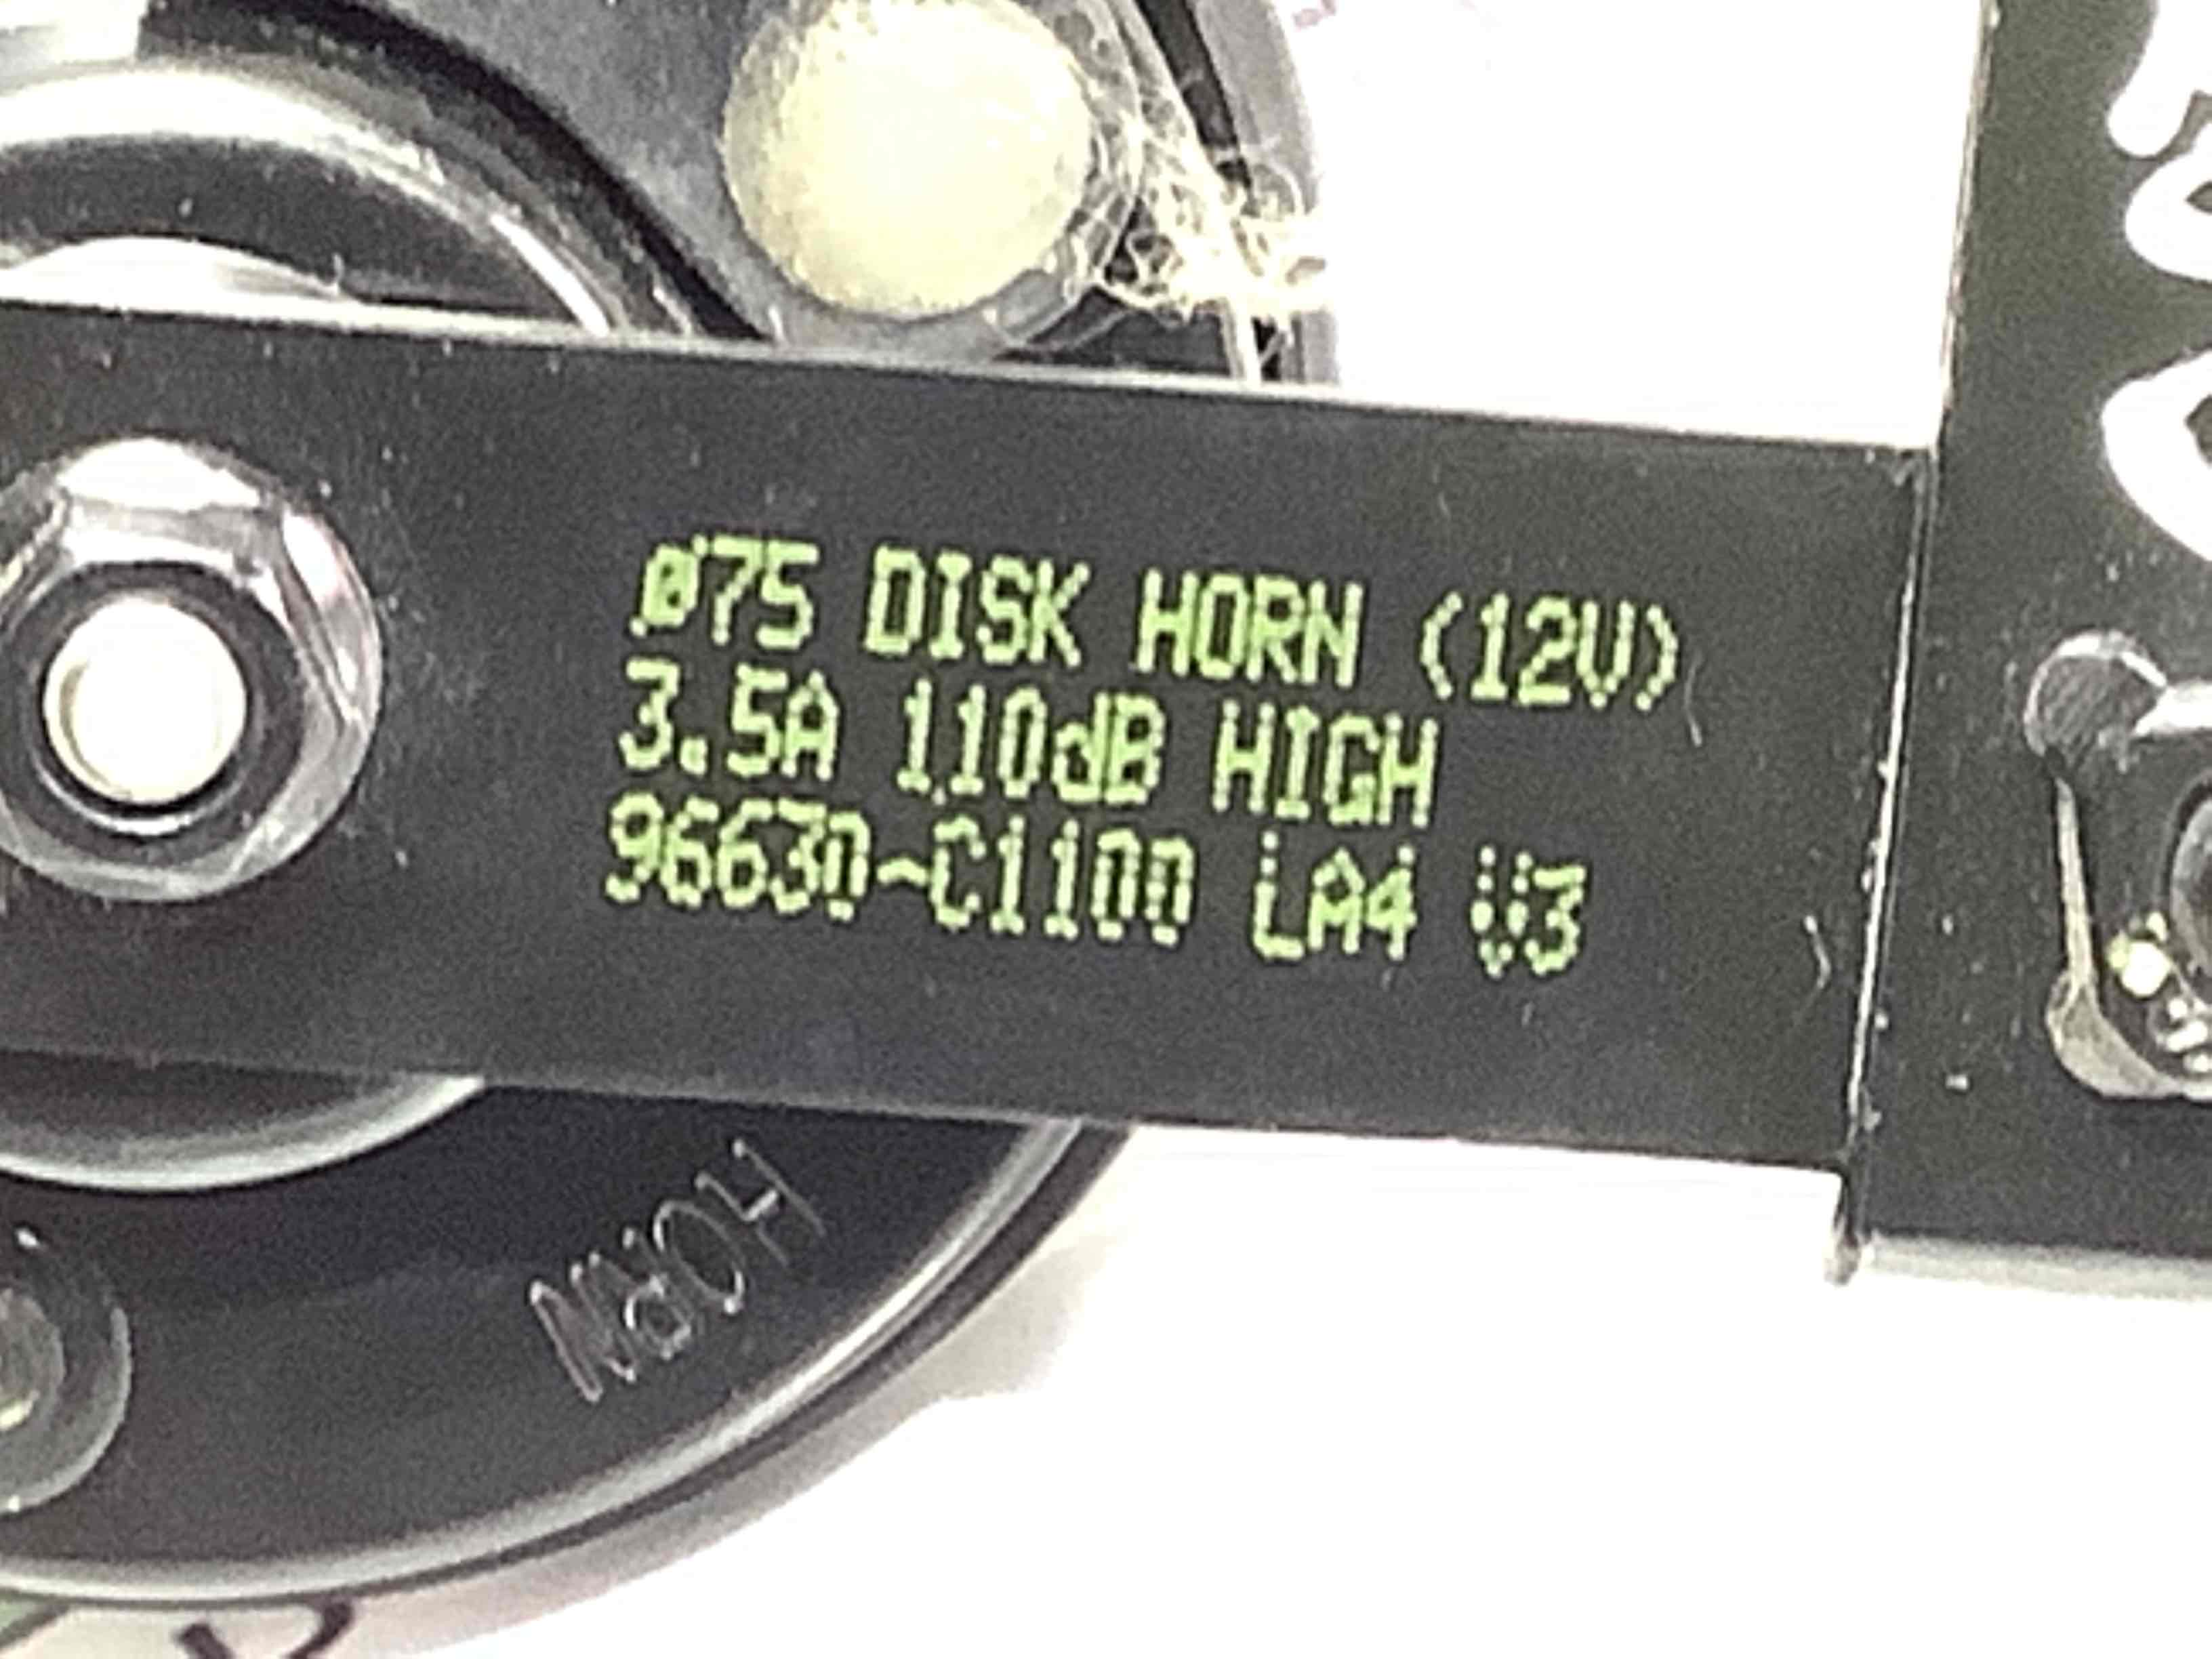 Ø75 DISK HORN (12V)
3.5A 110dB HIGH
96630-C1100 LA4 V3
HORN